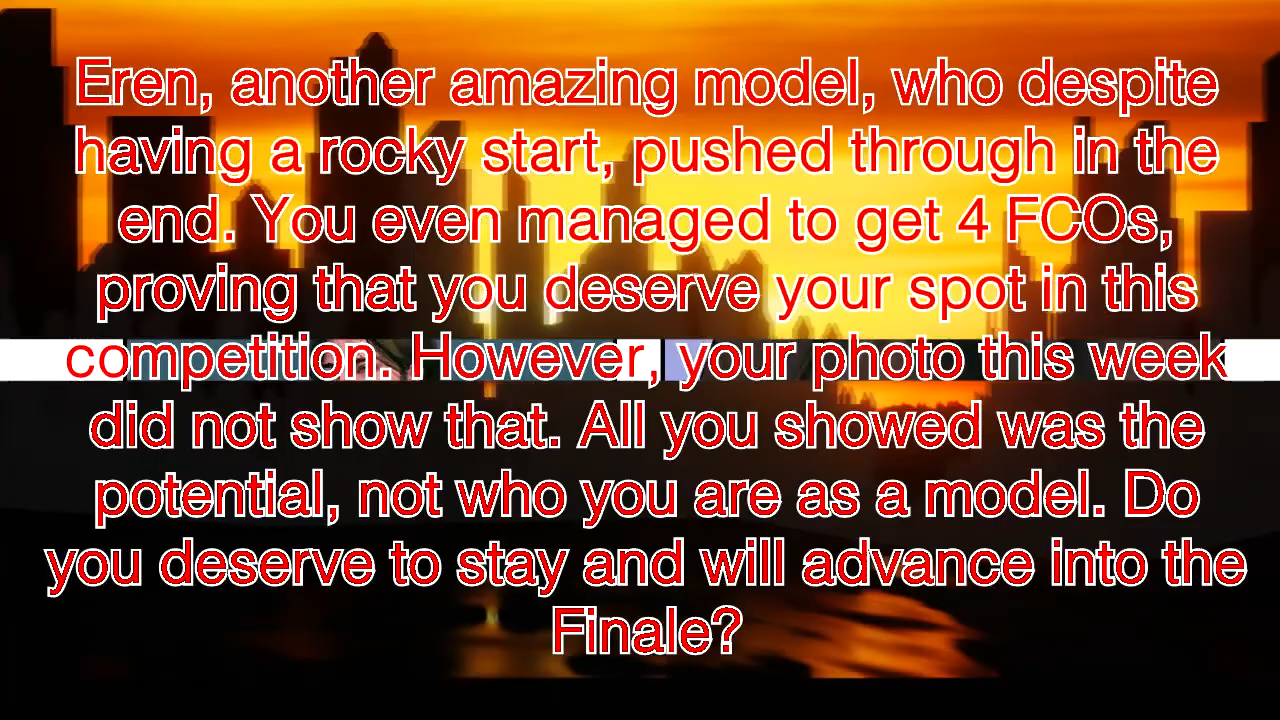 Eren, another amazing model, who despite
having a rocky start, pushed through in the
end. You even managed to get 4 FCOs,
proving that you deserve your spot in this
competition. However, your photo this week
did not show that. All you showed was the
potential, not who you are as a model. Do
you deserve to stay and will advance into the
Finale?